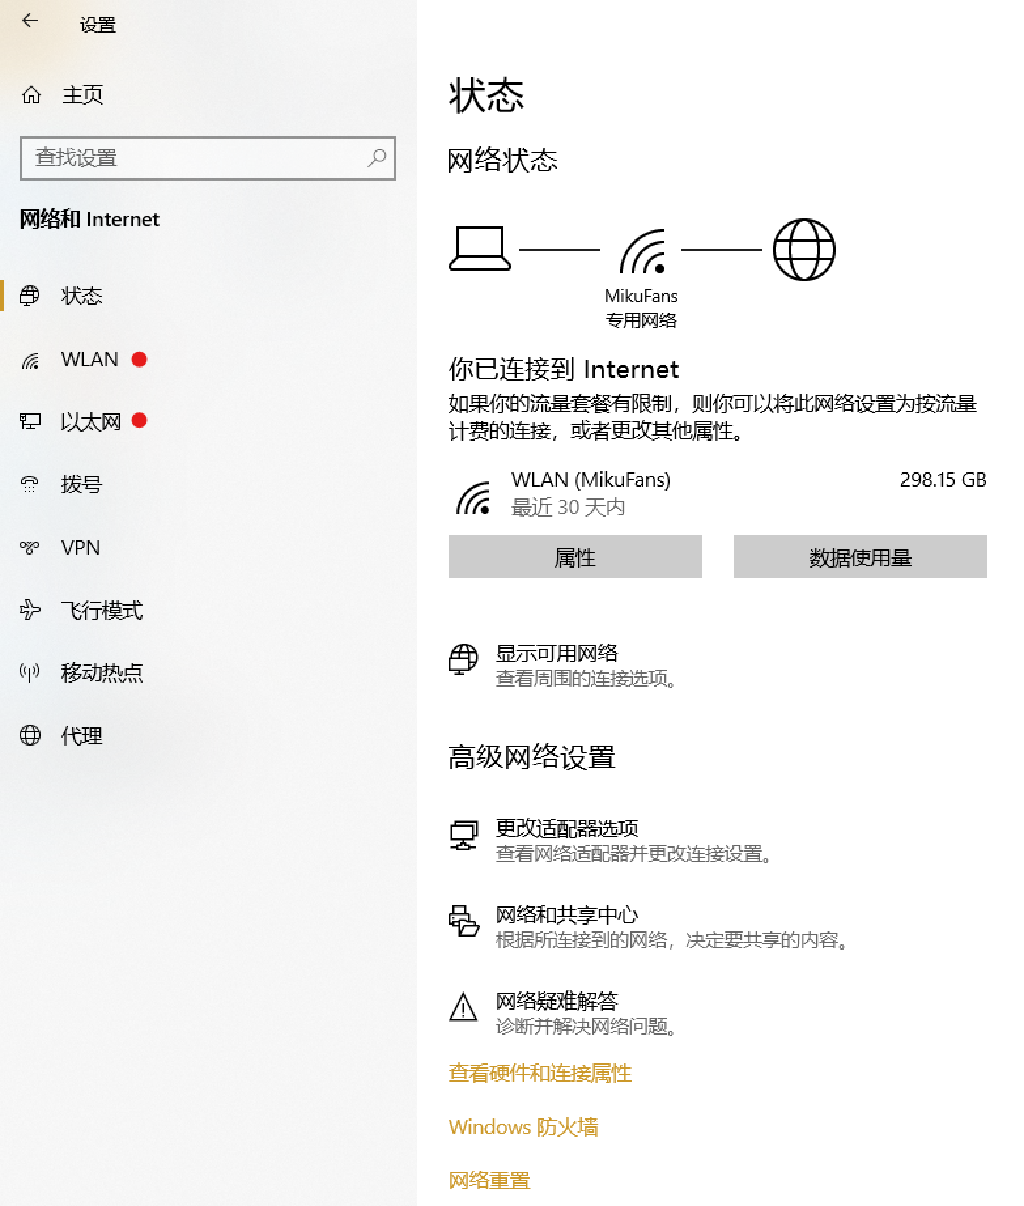 设置
主页
查找设置
网络和 Internet
状态
WLAN
以太网
拨号
VPN
飞行模式
移动热点
代理
状态
网络状态
MikuFans
专用网络
你已连接到 Internet
如果你的流量套餐有限制，则你可以将此网络设置为按流量
计费的连接，或者更改其他属性。
WLAN (MikuFans)
298.15 GB
最近 30 天内
属性
数据使用量
显示可用网络
查看周围的连接选项。
高级网络设置
更改适配器选项
查看网络适配器并更改连接设置。
网络和共享中心
根据所连接到的网络，决定要共享的内容。
网络疑难解答
诊断并解决网络问题。
查看硬件和连接属性
Windows 防火墙
网络重置